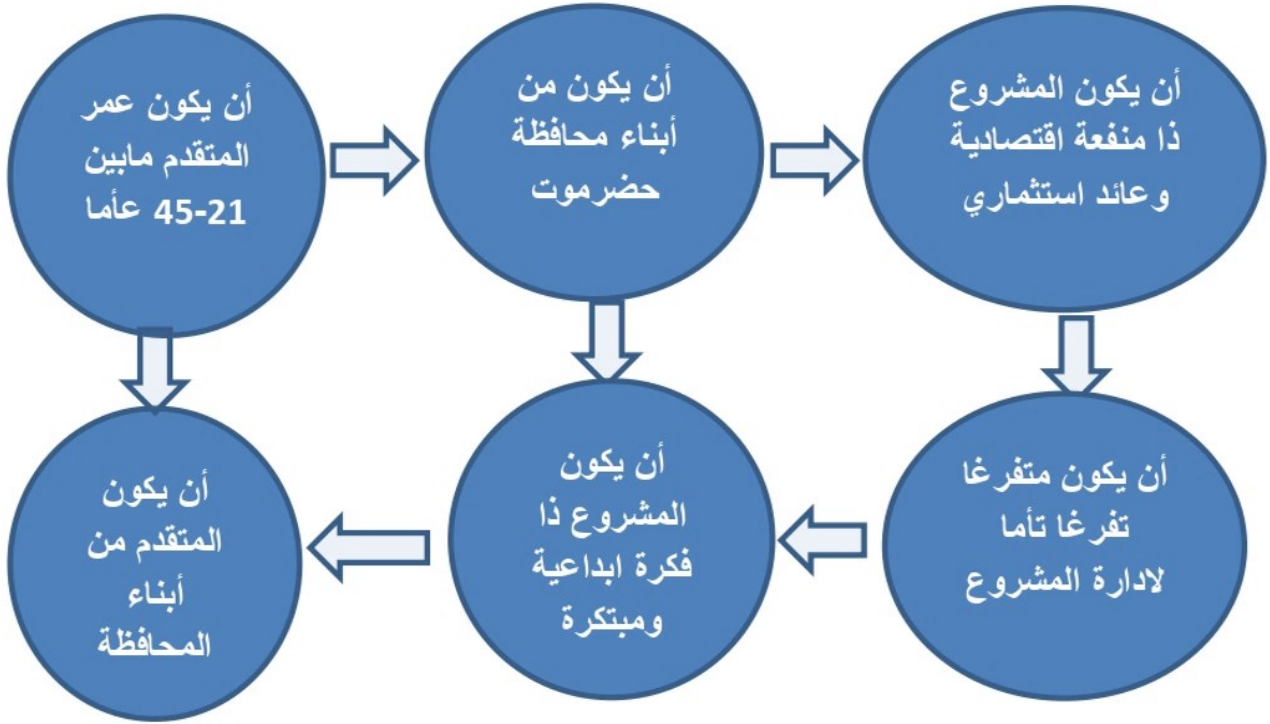 أن يكون عمر
المتقدم مابين
45-21 عأما
أن يكون من
أبناء محافظة
حضرموت
أن يكون المشروع
ذا منفعة اقتصادية
وعائد استثماري
أن يكون متفرغا
تفرغا تأما
لادارة المشروع
أن يكون
المشروع ذا
فكرة ابداعية
ومبتكرة
أن يكون
المتقدم من
أبناء
المحافظة